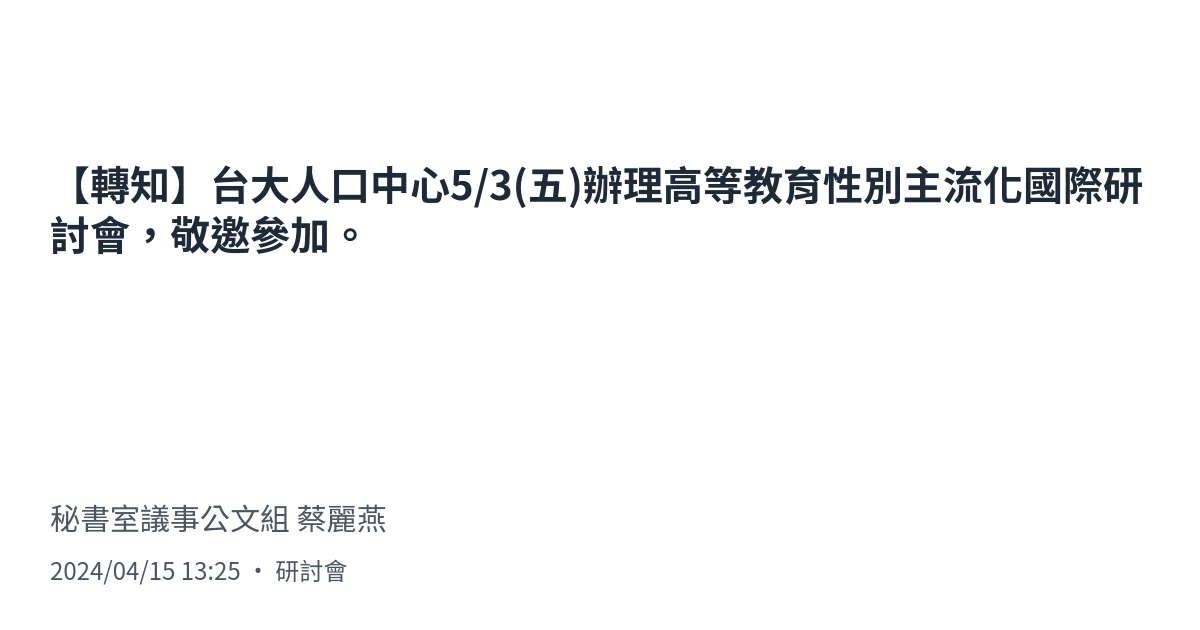 【轉知】台大人口中心5/3(五)辦理高等教育性別主流化國際研
討會，敬邀參加。
秘書室議事公文組 蔡麗燕
2024/04/15 13:25 ・ 研討會